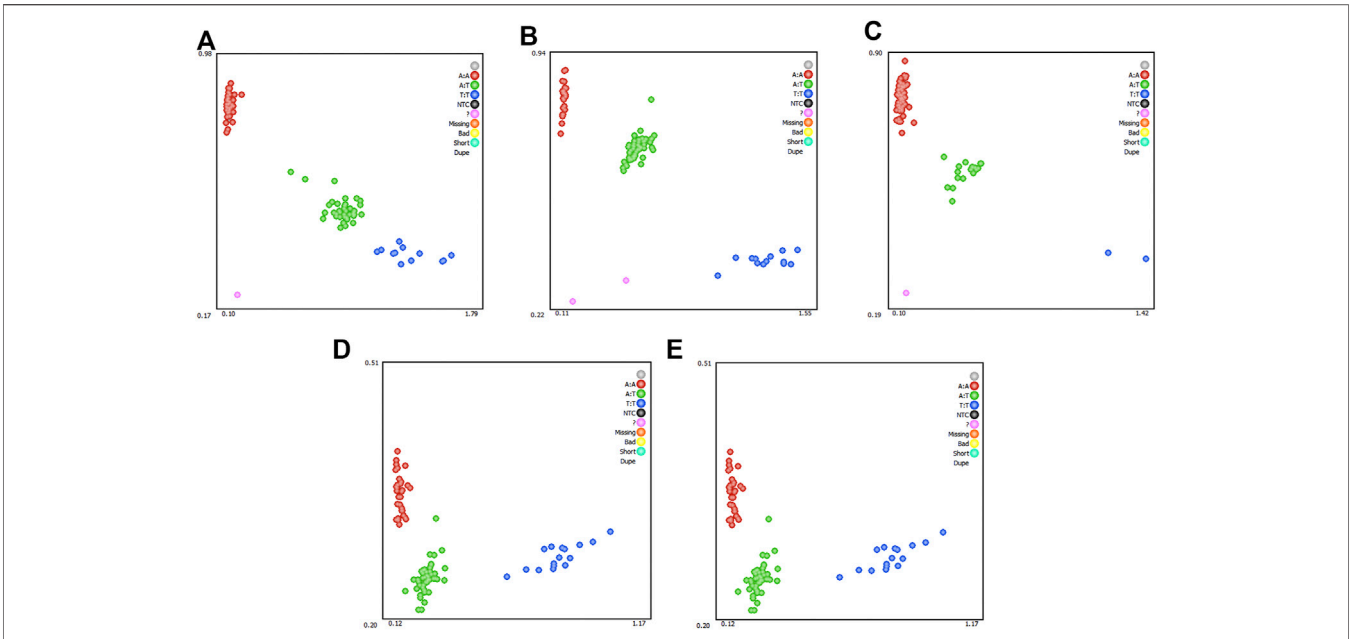 A
0.98
A:A
A:T
T:T
NTC
?
Missing
Bad
Short
Dupe
0.17
0.10
1.79
B
0.94
A:A
A:T
T:T
NTC
?
Missing
Bad
Short
Dupe
0.22
0.11
1.55
C
0.90
A:A
A:T
T:T
NTC
?
Missing
Bad
Short
Dupe
0.19
0.10
1.42
D
0.51
A:A
A:T
T:T
NTC
?
Missing
Bad
Short
Dupe
0.20
0.12
1.17
E
0.51
A:A
A:T
T:T
NTC
?
Missing
Bad
Short
Dupe
0.20
0.12
1.17